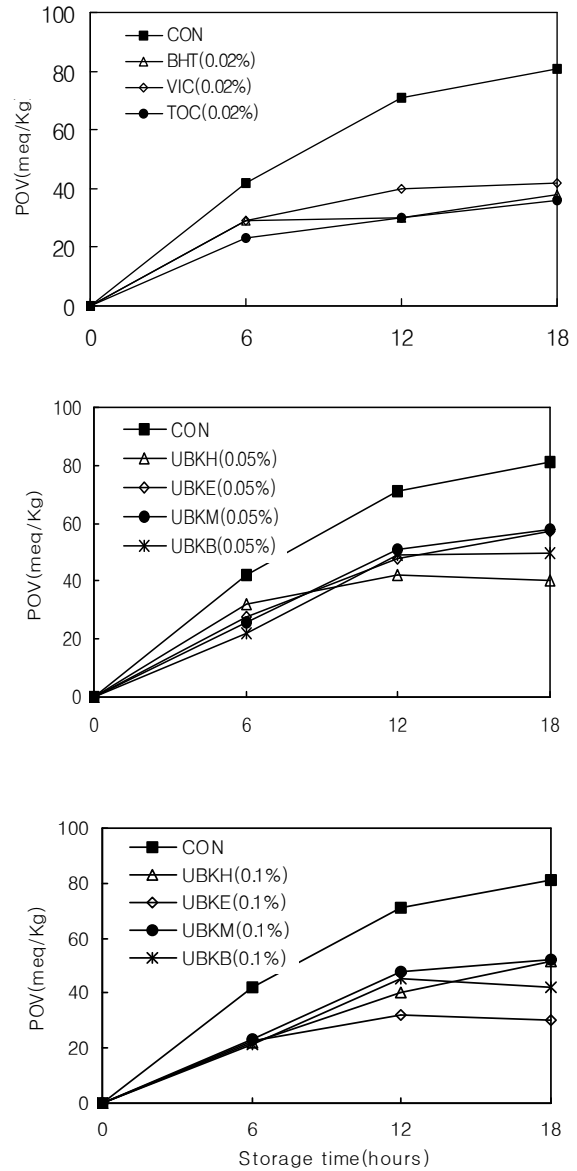 100
80
60
40
20
0
POV(meq/Kg)
CON
BHT(0.02%)
VIC(0.02%)
TOC(0.02%)
0 6 12 18
100
80
60
40
20
0
POV(meq/Kg)
CON
UBKH(0.05%)
UBKE(0.05%)
UBKM(0.05%)
UBKB(0.05%)
0 6 12 18
100
80
60
40
20
0
POV(meq/Kg)
CON
UBKH(0.1%)
UBKE(0.1%)
UBKM(0.1%)
UBKB(0.1%)
0 6 12 18
Storage time(hours)